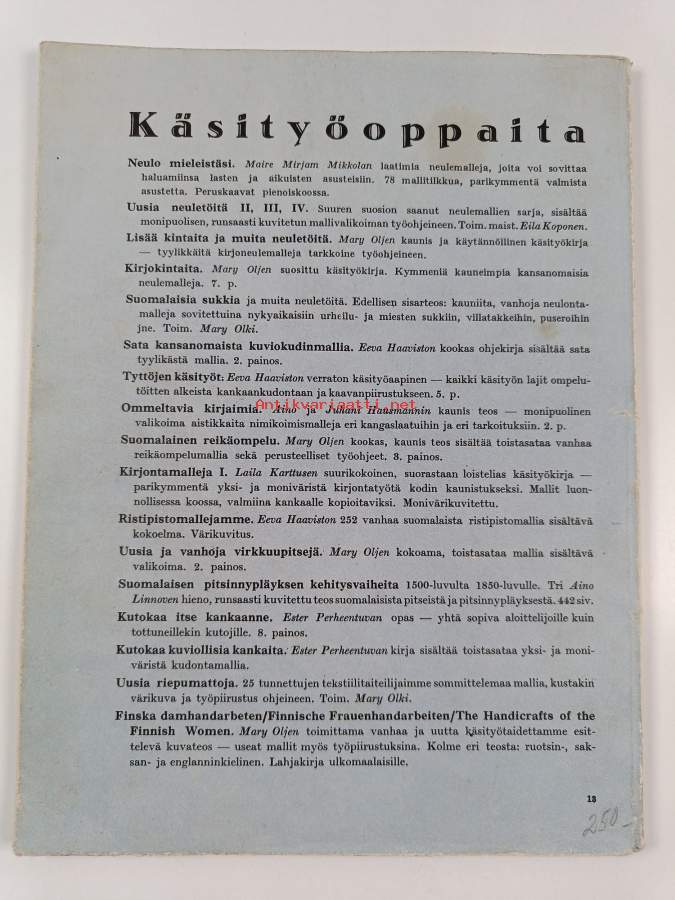 Käsityöoppaita
Neulo mieleistäsi. Maire Mirjam Mikkolan laatimia neulemalleja, joita voi sovittaa
haluamiinsa lasten ja aikuisten asusteisiin. 78 mallitilkkua, parikymmentä valmista
asustetta. Peruskaavat pienoiskoossa.
Uusia neuletöitä II, III, IV. Suuren suosion saanut neulemallien sarja, sisältää
monipuolisen, runsaasti kuvitetun mallivalikoiman työohjeineen. Toim. maist. Eila Koponen.
Lisää kintaita ja muita neuletöitä. Mary Oljen kaunis ja käytännöllinen käsityökirja
— tyylikkäitä kirjoneulemalleja tarkkoine työohjeineen.
Kirjokintaita. Mary Oljen suosittu käsityökirja. Kymmeniä kauneimpia kansanomaisia
neulemalleja. 7. p.
Suomalaisia sukkia ja muita neuletöitä. Edellisen sisarteos: kauniita, vanhoja neulonta-
malleja sovitettuina nykyaikaisiin urheilu- ja miesten sukkiin, villatakkeihin, puseroihin
jne. Toim. Mary Olki.
Sata kansanomaista kuviokudinmallia. Eeva Haaviston kookas ohjekirja sisältää sata
tyylikästä mallia. 2. painos.
Tyttöjen käsityöt: Eeva Haaviston verraton käsityöaapinen — kaikki käsityön lajit ompelu-
töitten alkeista kankaankudontaan ja kaavanpiirustukseen. 5. p.
Antikvariaatti.net
Ommeltavia kirjaimia. Aino ja Juhani Hausmannin kaunis teos — monipuolinen
valikoima aistikkaita nimikoimismalleja eri kangaslaatuihin ja eri tarkoituksiin. 2. p.
Suomalainen reikäompelu. Mary Oljen kookas, kaunis teos sisältää toistasataa vanhaa
reikäompelumallia sekä perusteelliset työohjeet. 3. painos.
Kirjontamalleja I. Laila Karttusen suurikokoinen, suorastaan loistelias käsityökirja —
parikymmentä yksi- ja moniväristä kirjontatyötä kodin kaunistukseksi. Mallit luon-
nollisessa koossa, valmiina kankaalle kopioitaviksi. Monivärikuvitettu.
Ristipistomallejamme. Eeva Haaviston 252 vanhaa suomalaista ristipistomallia sisältävä
kokoelma. Värikuvitus.
Uusia ja vanhoja virkkuupitsejä. Mary Oljen kokoama, toistasataa mallia sisältävä
valikoima. 2. painos.
Suomalaisen pitsinnypläyksen kehitysvaiheita 1500-luvulta 1850-luvulle. Tri Aino
Linnoven hieno, runsaasti kuvitettu teos suomalaisista pitseistä ja pitsinnypläyksestä. 442 siv.
Kutokaa itse kankaanne. Ester Perheentuvan opas — yhtä sopiva aloittelijoille kuin
tottuneillekin kutojille. 8. painos.
Kutokaa kuviollisia kankaita. Ester Perheentuvan kirja sisältää toistasataa yksi- ja moni-
väristä kudontamallia.
Uusia riepumattoja. 25 tunnettujen tekstiilitaiteilijaimme sommittelemaa mallia, kustakin
värikuva ja työpiirustus ohjeineen. Toim. Mary Olki.
Finska damhandarbeten/Finnische Frauenhandarbeiten/The Handicrafts of the
Finnish Women. Mary Oljen toimittama vanhaa ja uutta käsityötaidettamme esit-
televä kuvateos — useat mallit myös työpiirustuksina. Kolme eri teosta: ruotsin-, sak-
san- ja englanninkielinen. Lahjakirja ulkomaalaisille.
13
250-